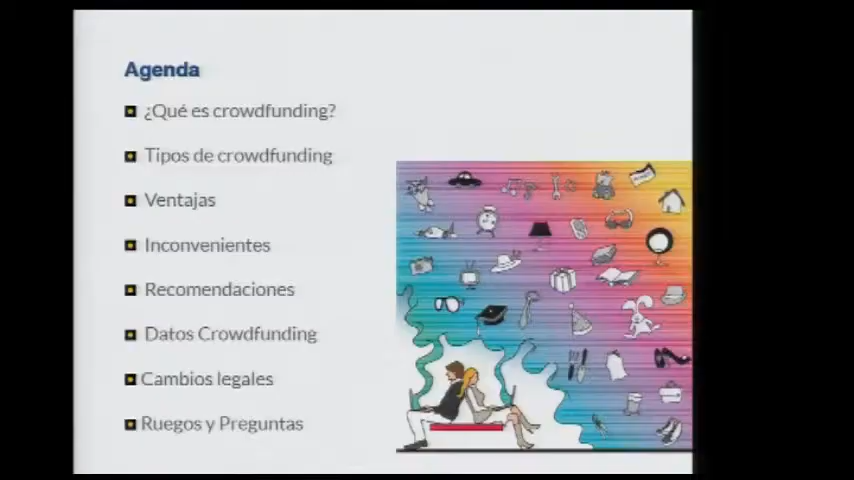 Agenda
¿Qué es crowdfunding?
Tipos de crowdfunding
Ventajas
Inconvenientes
Recomendaciones
Datos Crowdfunding
Cambios legales
Ruegos y Preguntas